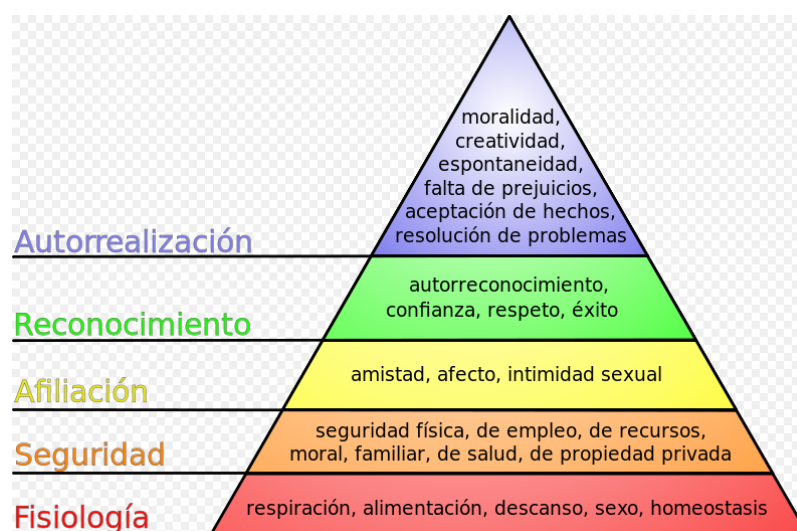 moralidad,
creatividad,
espontaneidad,
falta de prejuicios,
aceptación de hechos,
resolución de problemas
Autorrealización
autorreconocimiento,
confianza, respeto, éxito
Reconocimiento
amistad, afecto, intimidad sexual
Afiliación
seguridad física, de empleo, de recursos,
moral, familiar, de salud, de propiedad privada
Seguridad
respiración, alimentación, descanso, sexo, homeostasis
Fisiología